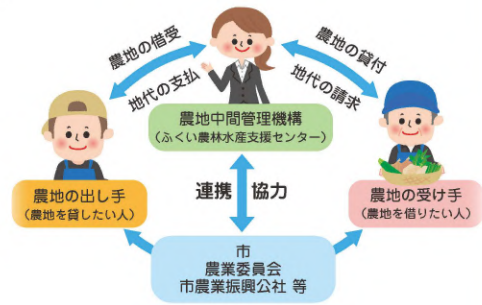 農地の借受
地代の支払
農地の貸付
地代の請求
農地中間管理機構
(ふくい農林水産支援センター)
農地の出し手
(農地を貸したい人)
連携 協力
農地の受け手
(農地を借りたい人)
市
農業委員会
市農業振興公社 等